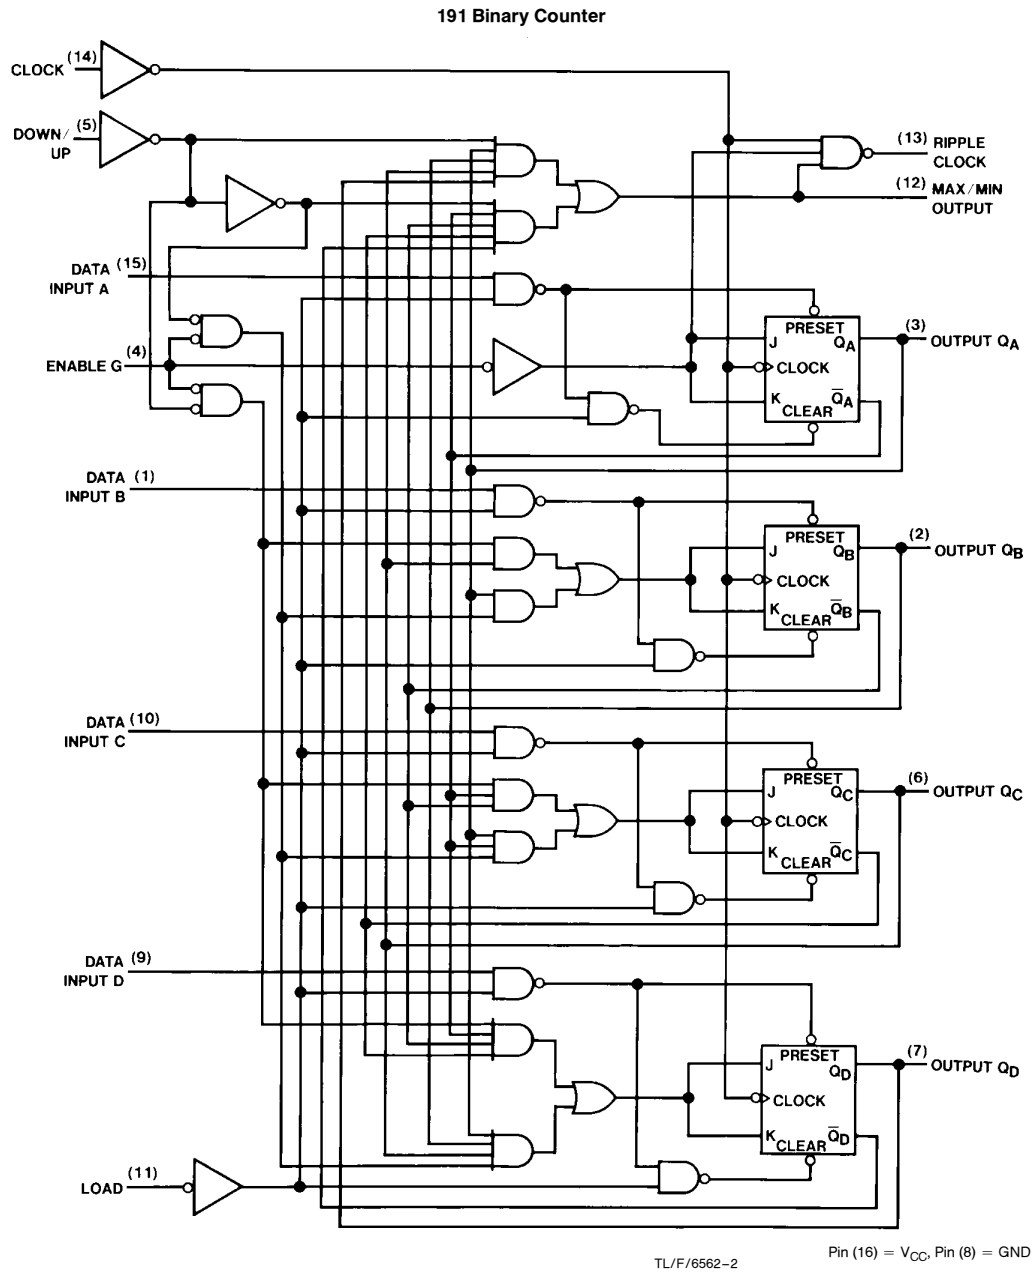 191 Binary Counter
CLOCK (14)
DOWN/ (5)
UP
(13) RIPPLE
CLOCK
(12) MAX/MIN
OUTPUT
DATA (15)
INPUT A
PRESET
J QA
(3) OUTPUT QA
ENABLE G (4)
CLOCK
K Q̅A
CLEAR
DATA (1)
INPUT B
PRESET
J QB
(2) OUTPUT QB
CLOCK
K Q̅B
CLEAR
DATA (10)
INPUT C
PRESET
J QC
(6) OUTPUT QC
CLOCK
K Q̅C
CLEAR
DATA (9)
INPUT D
PRESET
J QD
(7) OUTPUT QD
CLOCK
K Q̅D
CLEAR
LOAD (11)
Pin (16) = VCC, Pin (8) = GND
TL/F/6562–2